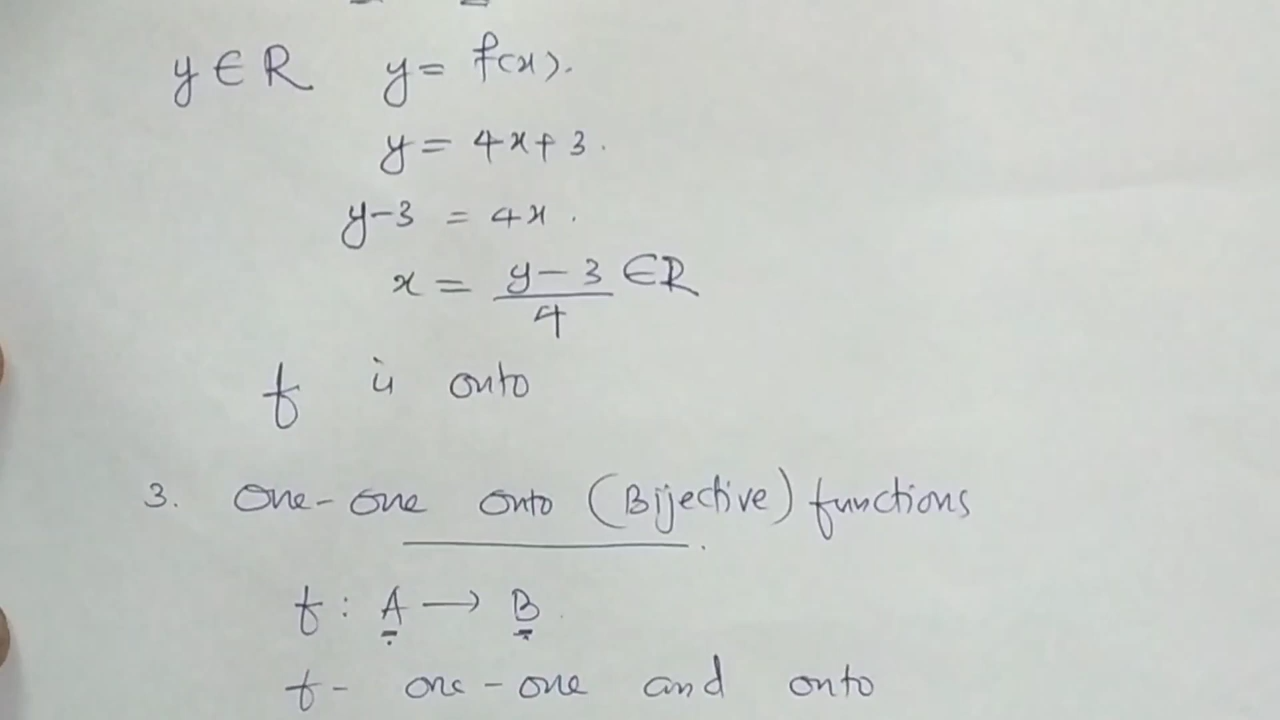 y ∈ R y = f(x).
y = 4x + 3.
y - 3 = 4x.
x = (y - 3)/4 ∈ R
f is onto
3. One-one onto (Bijective) functions
f : A → B
f - one-one and onto